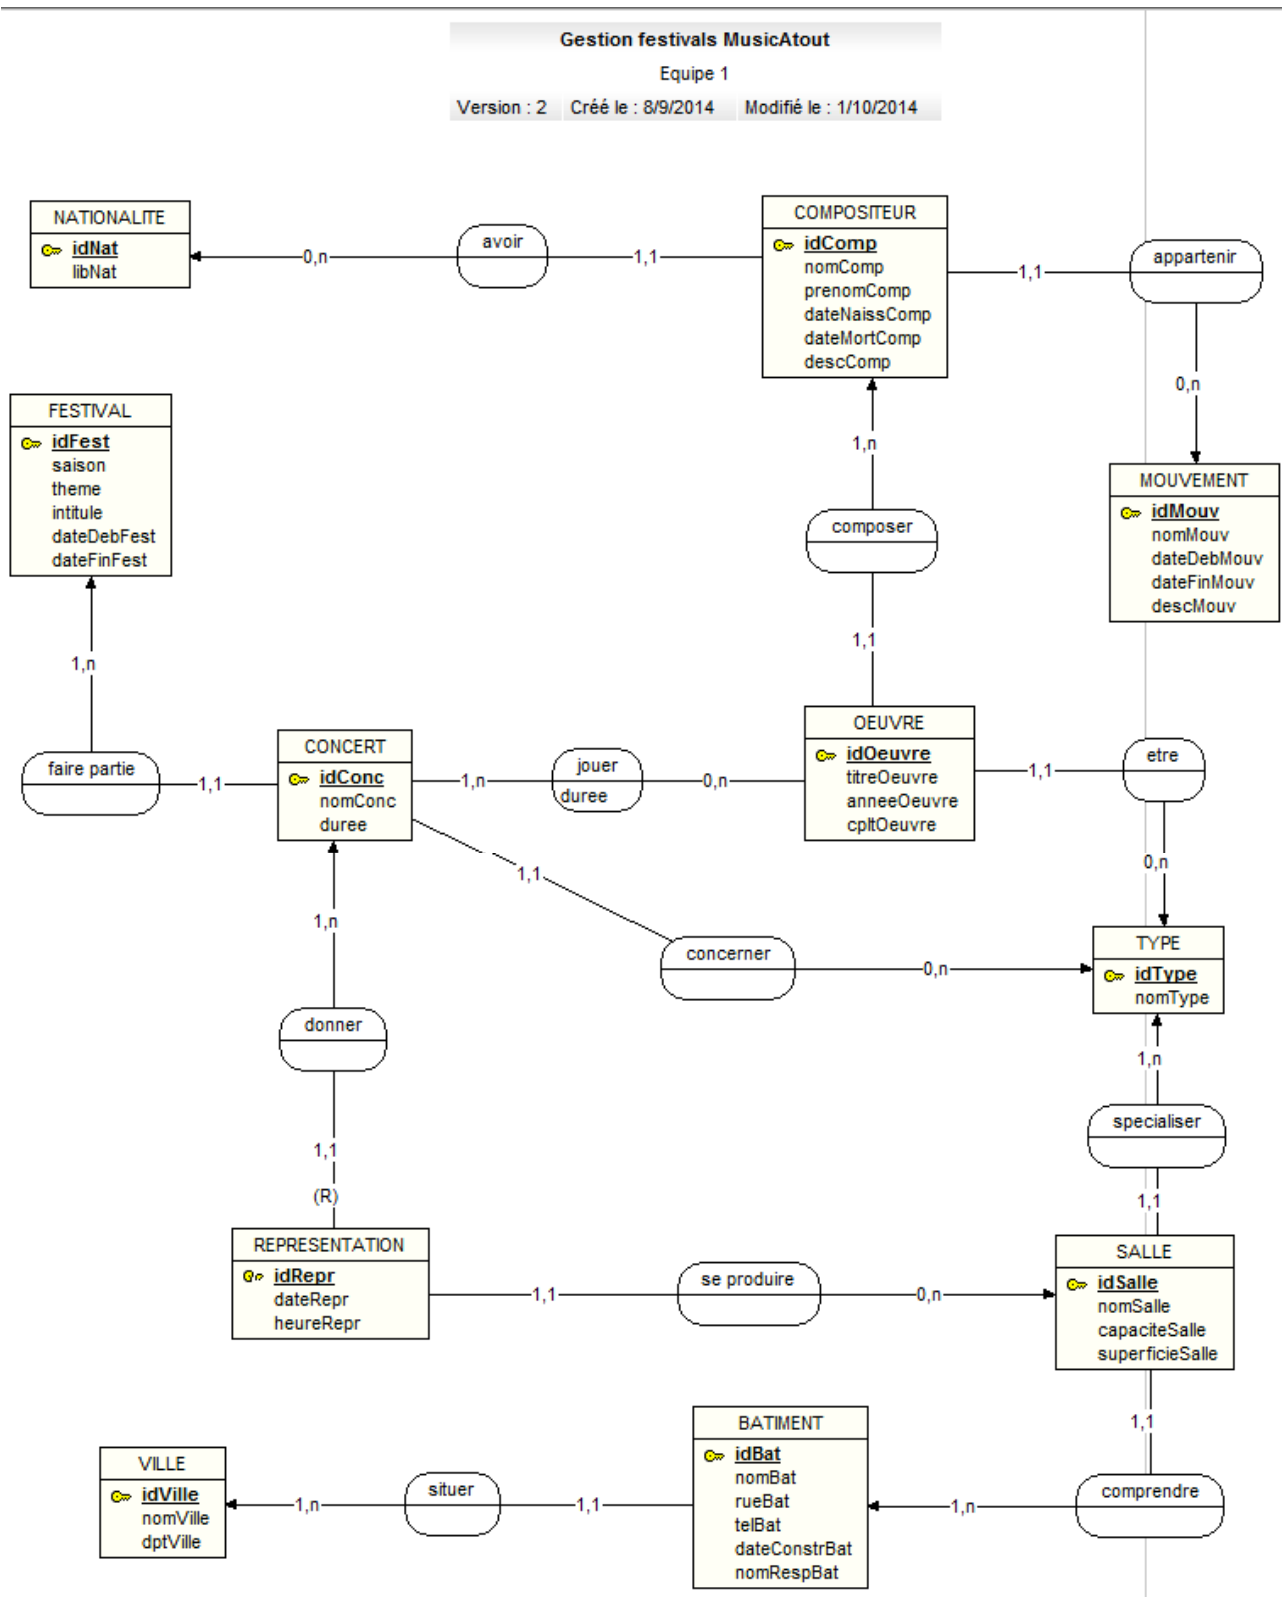 Gestion festivals MusicAtout
Equipe 1
Version : 2 Créé le : 8/9/2014 Modifié le : 1/10/2014
NATIONALITE
idNat
libNat
0,n
avoir
1,1
COMPOSITEUR
idComp
nomComp
prenomComp
dateNaissComp
dateMortComp
descComp
1,1
appartenir
0,n
MOUVEMENT
idMouv
nomMouv
dateDebMouv
dateFinMouv
descMouv
FESTIVAL
idFest
saison
theme
intitule
dateDebFest
dateFinFest
1,n
composer
1,1
1,n
faire partie
1,1
CONCERT
idConc
nomConc
duree
1,n
jouer
duree
0,n
OEUVRE
idOeuvre
titreOeuvre
anneeOeuvre
cpltOeuvre
1,1
etre
0,n
1,1
concerner
0,n
TYPE
idType
nomType
1,n
donner
1,1
(R)
1,n
specialiser
1,1
REPRESENTATION
idRepr
dateRepr
heureRepr
1,1
se produire
0,n
SALLE
idSalle
nomSalle
capaciteSalle
superficieSalle
1,1
comprendre
1,n
BATIMENT
idBat
nomBat
rueBat
telBat
dateConstrBat
nomRespBat
1,1
situer
1,n
VILLE
idVille
nomVille
dptVille